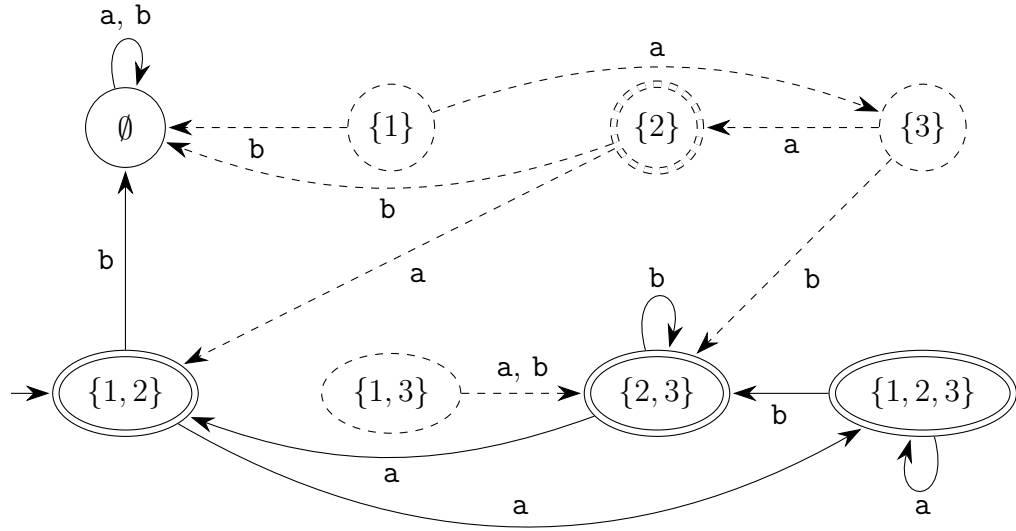 a, b
a
∅
{1}
{2}
{3}
b
a
b
a
b
b
b
a, b
{1, 2}
{1, 3}
{2, 3}
{1, 2, 3}
b
a
a
a